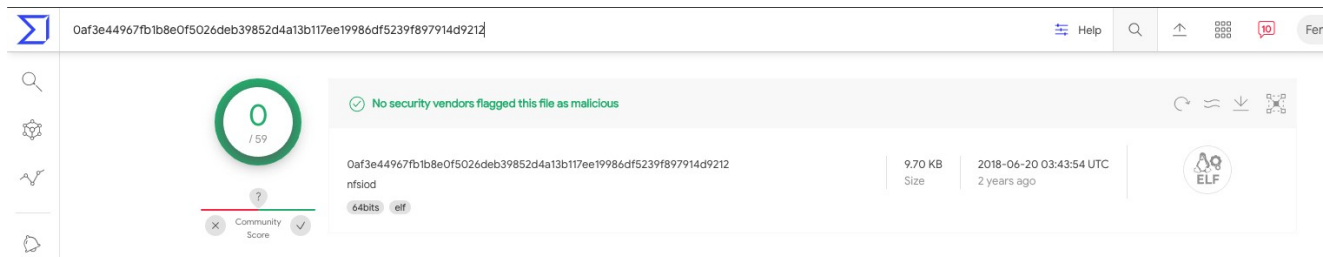 0af3e44967fb1b8e0f5026deb39852d4a13b117ee19986df5239f897914d9212
Help
10
Fer
0
/ 59
No security vendors flagged this file as malicious
0af3e44967fb1b8e0f5026deb39852d4a13b117ee19986df5239f897914d9212
nfsiod
64bits elf
9.70 KB
Size
2018-06-20 03:43:54 UTC
2 years ago
ELF
?
Community
Score